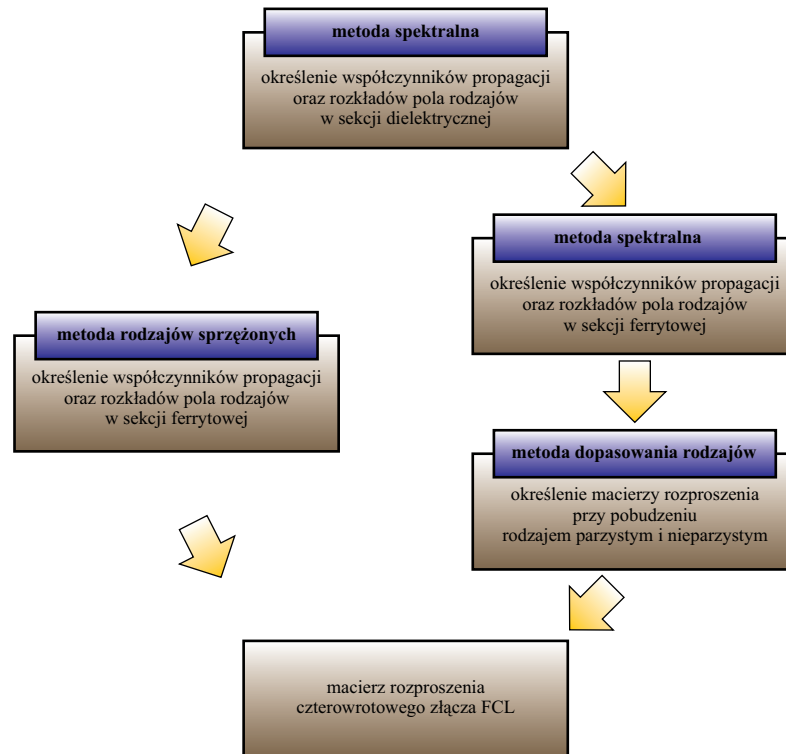 metoda spektralna
określenie współczynników propagacji
oraz rozkładów pola rodzajów
w sekcji dielektrycznej
metoda spektralna
określenie współczynników propagacji
oraz rozkładów pola rodzajów
w sekcji ferrytowej
metoda rodzajów sprzężonych
określenie współczynników propagacji
oraz rozkładów pola rodzajów
w sekcji ferrytowej
metoda dopasowania rodzajów
określenie macierzy rozproszenia
przy pobudzeniu
rodzajem parzystym i nieparzystym
macierz rozproszenia
czterowrotowego złącza FCL